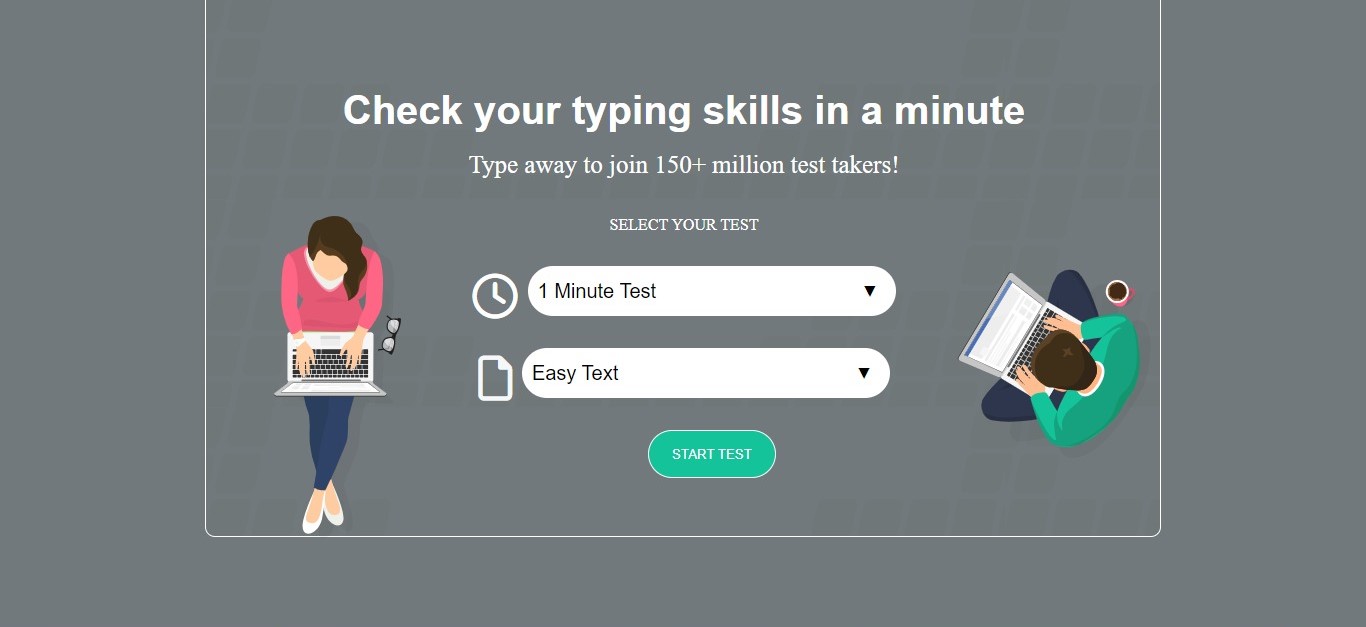 Check your typing skills in a minute
Type away to join 150+ million test takers!
SELECT YOUR TEST
1 Minute Test
Easy Text
START TEST